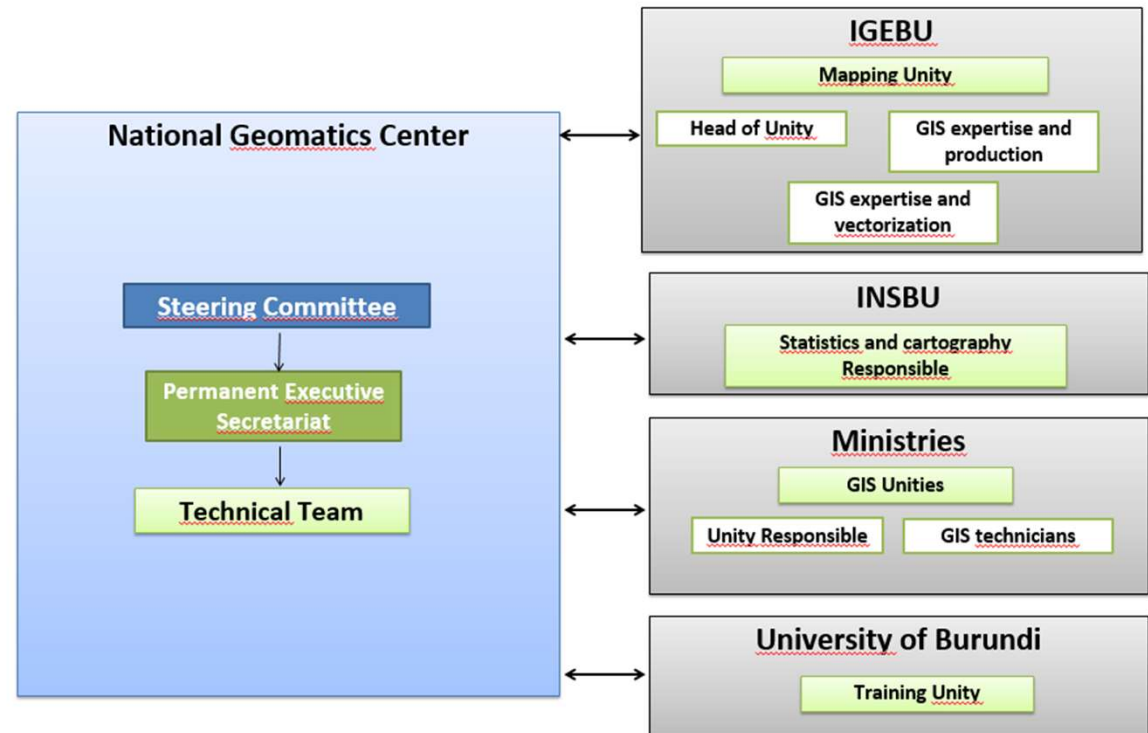 National Geomatics Center
Steering Committee
Permanent Executive
Secretariat
Technical Team
IGEBU
Mapping Unity
Head of Unity
GIS expertise and
production
GIS expertise and
vectorization
INSBU
Statistics and cartography
Responsible
Ministries
GIS Unities
Unity Responsible
GIS technicians
University of Burundi
Training Unity